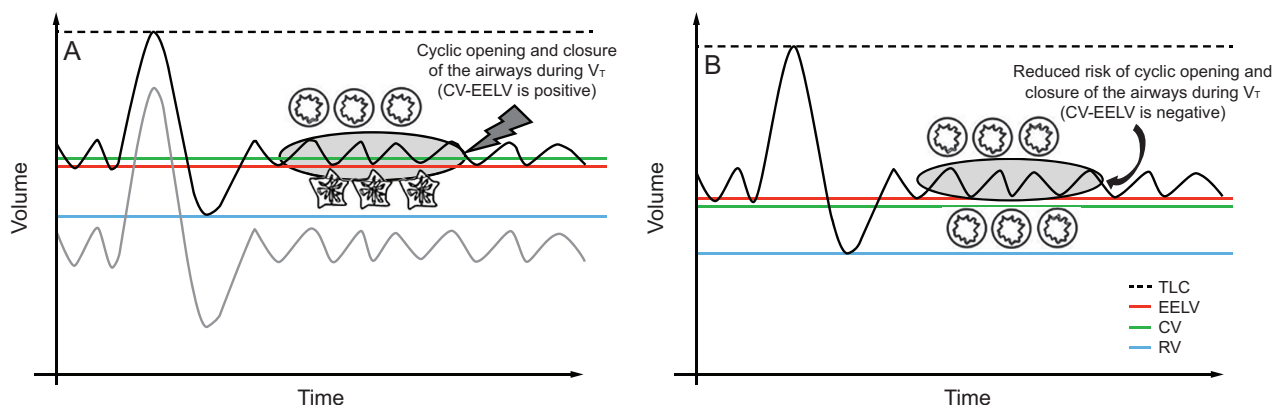 A
Cyclic opening and closure
of the airways during VT
(CV-EELV is positive)
Volume
Time
B
Reduced risk of cyclic opening and
closure of the airways during VT
(CV-EELV is negative)
Volume
TLC
EELV
CV
RV
Time